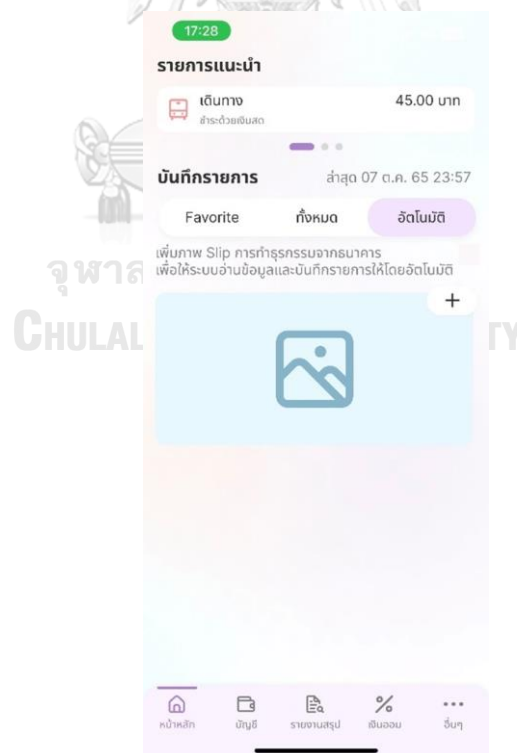 17:28
รายการแนะนำ
เดินทาง 45.00 บาท
ชำระด้วยเงินสด
บันทึกรายการ ล่าสุด 07 ต.ค. 65 23:57
Favorite ทั้งหมด อัตโนมัติ
เพิ่มภาพ Slip การทำธุรกรรมจากธนาคาร
เพื่อให้ระบบอ่านข้อมูลและบันทึกรายการให้โดยอัตโนมัติ
+
จุฬาล
CHULAL TY
หน้าหลัก บัญชี รายงานสรุป เงินออม อื่นๆ